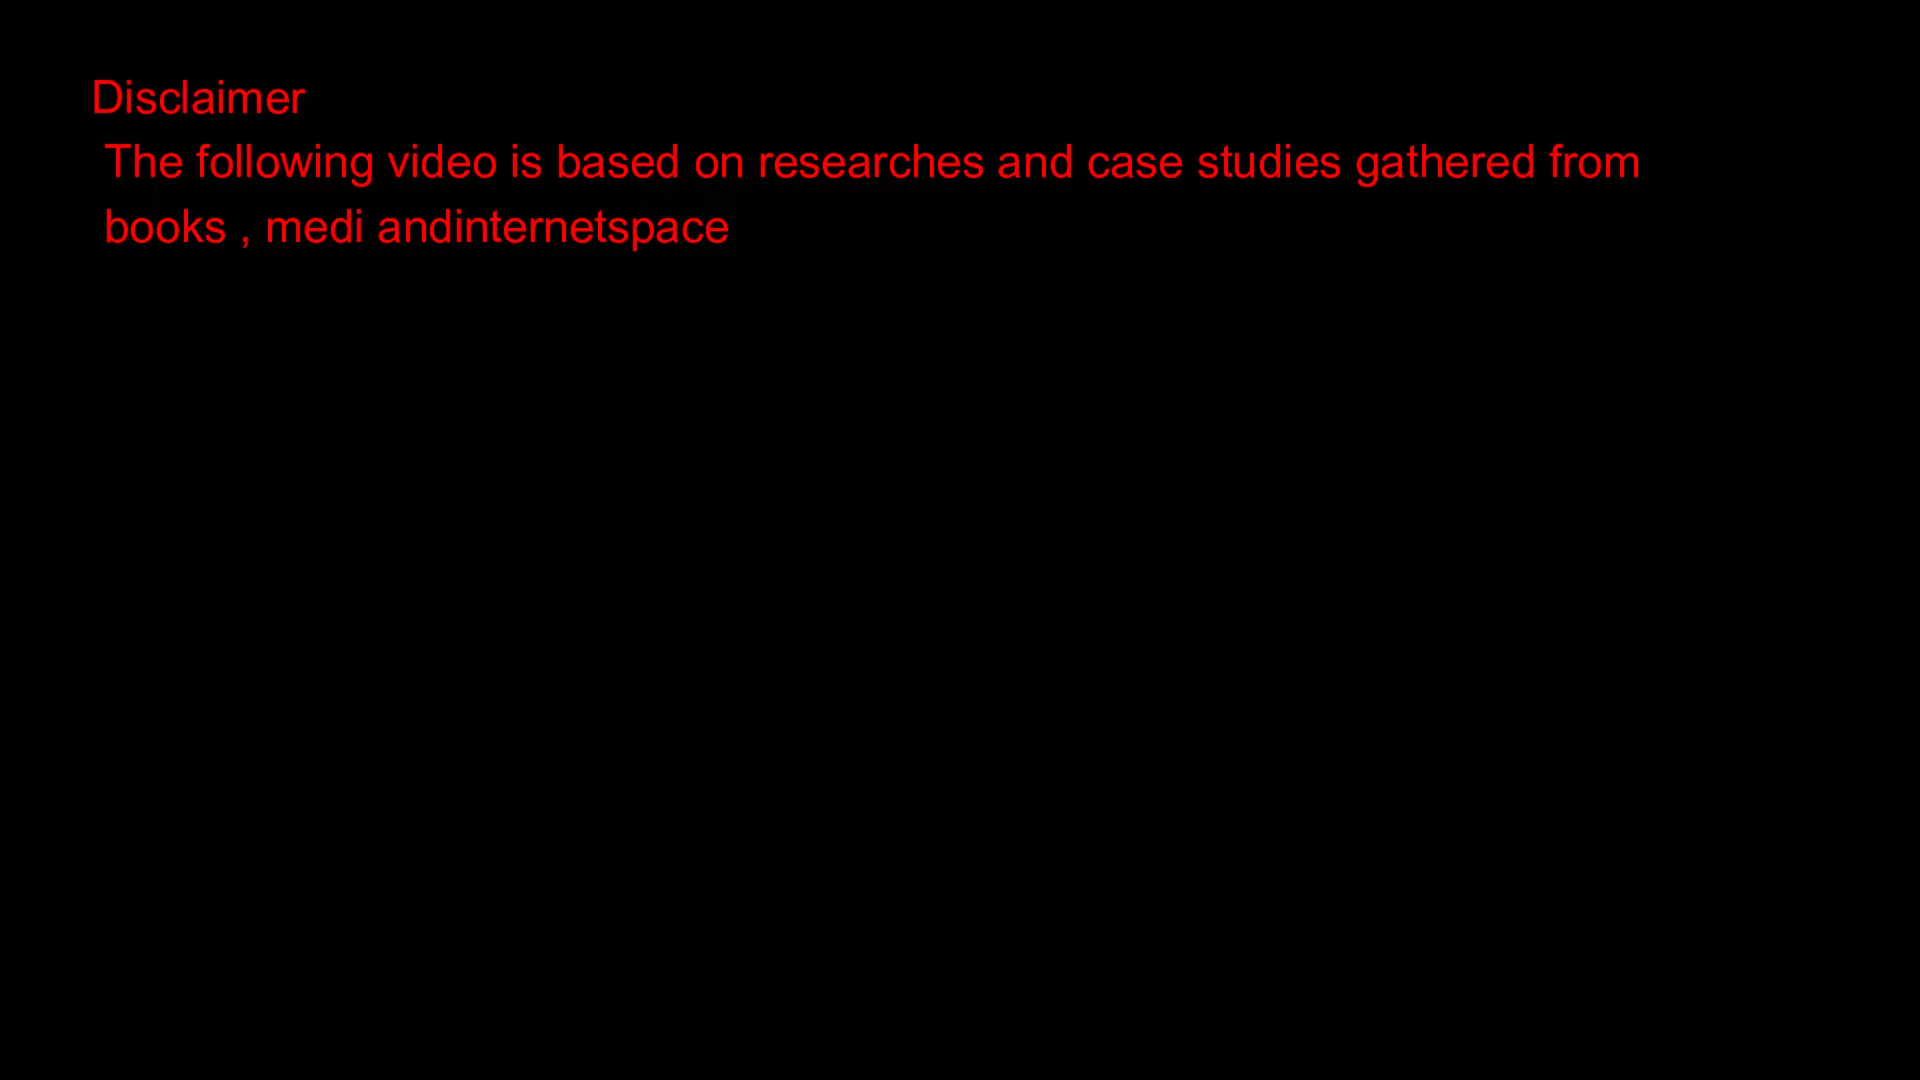 Disclaimer
The following video is based on researches and case studies gathered from
books , medi andinternetspace